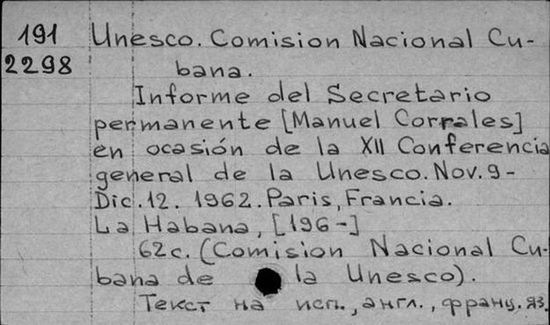 191 Unesco. Comision Nacional Cu-
2298 bana.
Informe del Secretario
permanente [Manuel Corrales]
en ocasión de la XII Conferencia
general de la Unesco. Nov. 9-
Dic. 12. 1962. Paris, Francia.
La Habana, [196-]
62c. (Comision Nacional Cu-
bana de la Unesco).
Текст на исп., англ., франц. яз.